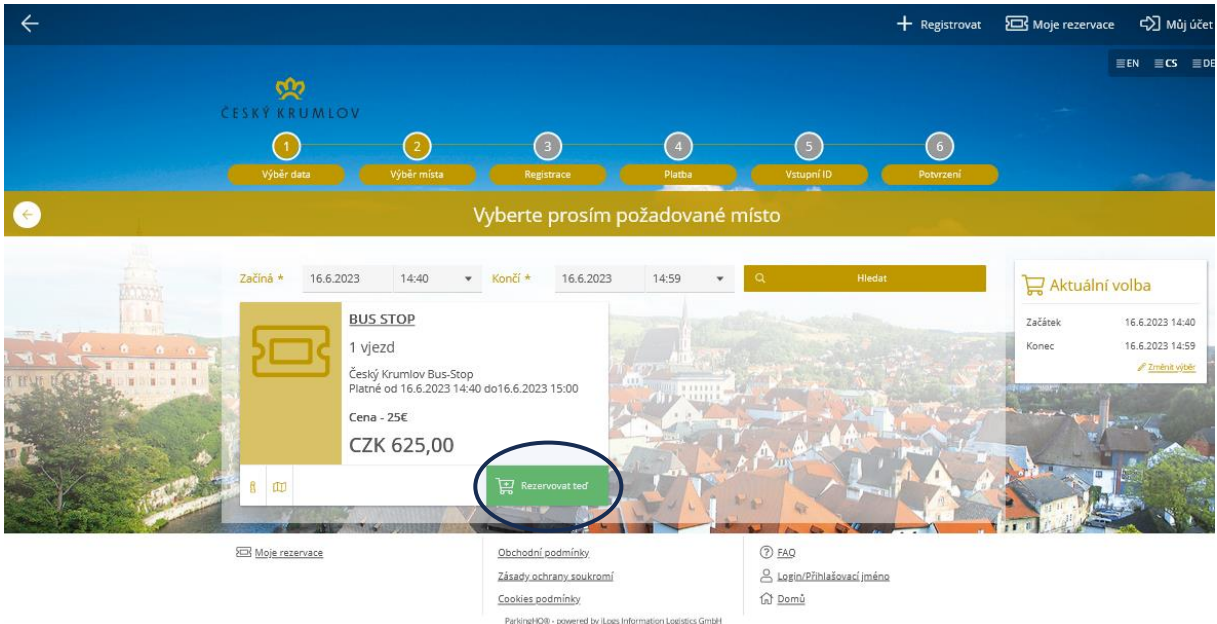 Registrovat Moje rezervace Můj účet
EN CS DE
ČESKÝ KRUMLOV
1 2 3 4 5 6
Výběr data Výběr místa Registrace Platba Vstupní ID Potvrzení
Vyberte prosím požadované místo
Začíná * 16.6.2023 14:40 Končí * 16.6.2023 14:59 Hledat
BUS STOP
1 vjezd
Český Krumlov Bus-Stop
Platné od 16.6.2023 14:40 do16.6.2023 15:00
Cena - 25€
CZK 625,00
Rezervovat teď
Aktuální volba
Začátek 16.6.2023 14:40
Konec 16.6.2023 14:59
Změnit výběr
Moje rezervace
Obchodní podmínky
Zásady ochrany soukromí
Cookies podmínky
FAQ
Login/Přihlašovací jméno
Domů
ParkingHQ® - powered by iLogs Information Logistics GmbH